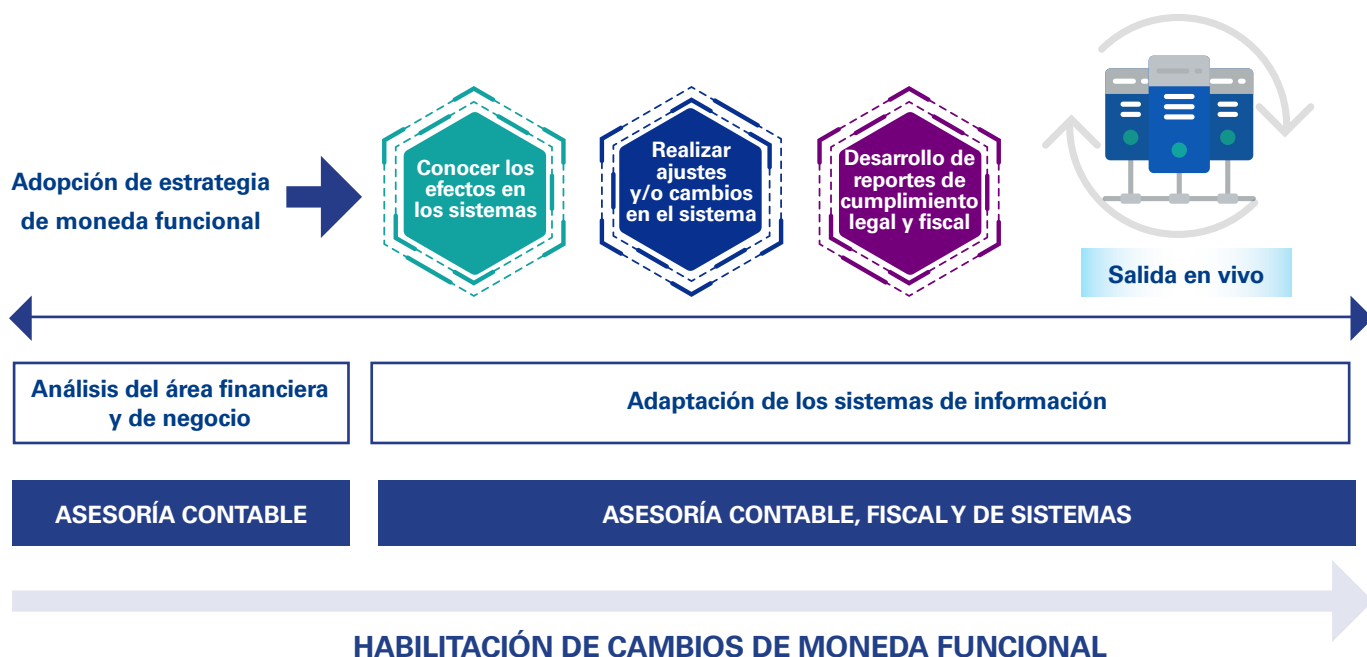 Adopción de estrategia
de moneda funcional
Conocer los
efectos en
los sistemas
Realizar
ajustes
y/o cambios
en el sistema
Desarrollo de
reportes de
cumplimiento
legal y fiscal
Salida en vivo
Análisis del área financiera
y de negocio
Adaptación de los sistemas de información
ASESORÍA CONTABLE
ASESORÍA CONTABLE, FISCAL Y DE SISTEMAS
HABILITACIÓN DE CAMBIOS DE MONEDA FUNCIONAL